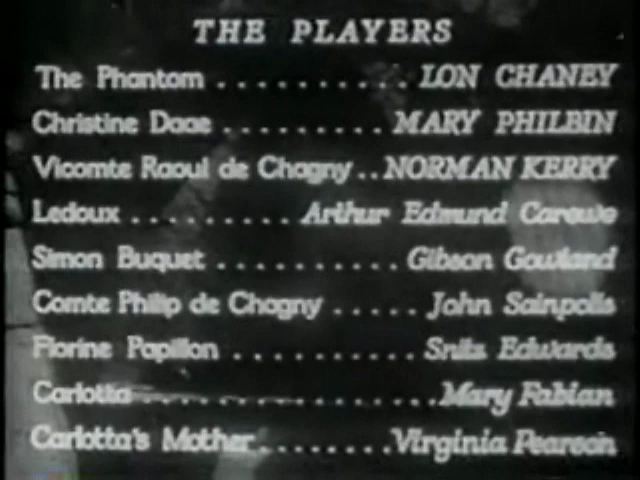 THE PLAYERS
The Phantom . . . . . . . . . . LON CHANEY
Christine Daae . . . . . . . . . MARY PHILBIN
Vicomte Raoul de Chagny . . NORMAN KERRY
Ledoux . . . . . . . . . Arthur Edmund Carewe
Simon Buquet . . . . . . . . . . Gibson Gowland
Comte Philip de Chagny . . . . . John Sainpolis
Florine Papillon . . . . . . . . . . Snitz Edwards
Carlotta . . . . . . . . . . . . . . . . Mary Fabian
Carlotta's Mother . . . . . . . . Virginia Pearson